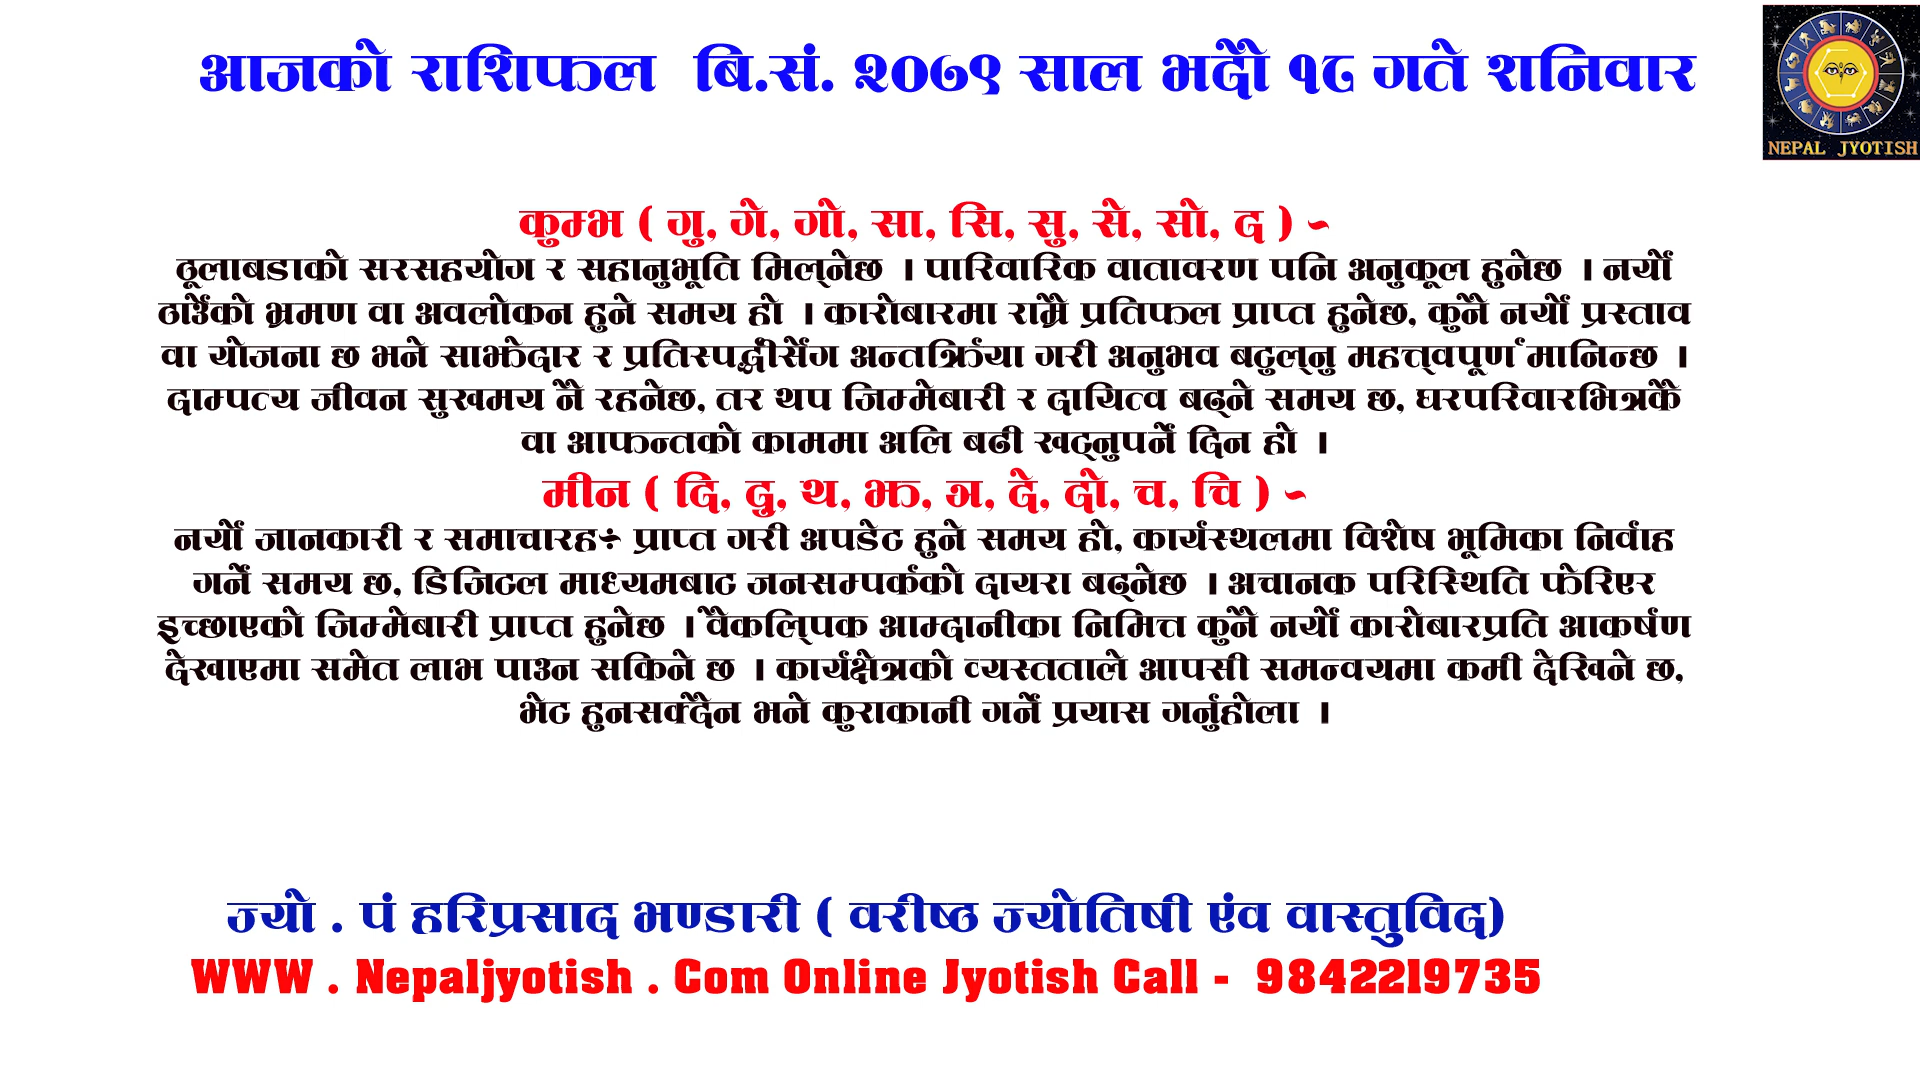 आजको राशिफल बि.सं. २०७९ साल भदौ १८ गते शनिवार
NEPAL JYOTISH
कुम्भ ( गु, गे, गो, सा, सि, सु, से, सो, द ) ~
ठूलाबडाको सरसहयोग र सहानुभूति मिल्नेछ । पारिवारिक वातावरण पनि अनुकूल हुनेछ । नयाँ
ठाउँको भ्रमण वा अवलोकन हुने समय हो । कारोबारमा राम्रै प्रतिफल प्राप्त हुनेछ, कुनै नयाँ प्रस्ताव
वा योजना छ भने साझेदार र प्रतिस्पर्द्धीसँग अन्तर्क्रिया गरी अनुभव बटुल्नु महत्त्वपूर्ण मानिन्छ ।
दाम्पत्य जीवन सुखमय नै रहनेछ, तर थप जिम्मेबारी र दायित्व बढ्ने समय छ, घरपरिवारभित्रकै
वा आफन्तको काममा अलि बढी खट्नुपर्ने दिन हो ।
मीन ( दि, दु, थ, झ, ञ, दे, दो, च, चि ) ~
नयाँ जानकारी र समाचारह÷ प्राप्त गरी अपडेट हुने समय हो, कार्यस्थलमा विशेष भूमिका निर्वाह
गर्ने समय छ, डिजिटल माध्यमबाट जनसम्पर्कको दायरा बढ्नेछ । अचानक परिस्थिति फेरिएर
इच्छाएको जिम्मेबारी प्राप्त हुनेछ । वैकल्पिक आम्दानीका निमित्त कुनै नयाँ कारोबारप्रति आकर्षण
देखाएमा समेत लाभ पाउन सकिने छ । कार्यक्षेत्रको व्यस्तताले आपसी समन्वयमा कमी देखिने छ,
भेट हुनसक्दैन भने कुराकानी गर्ने प्रयास गर्नुहोला ।
ज्यो . पं हरिप्रसाद भण्डारी ( वरीष्ठ ज्योतिषी एंव वास्तुविद)
WWW . Nepaljyotish . Com Online Jyotish Call - 9842219735